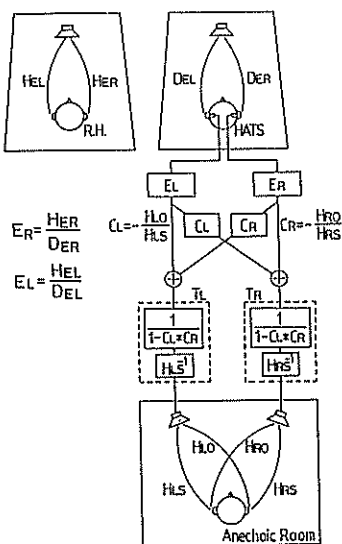 HEL HER
R.H.
DEL DER
HATS
EL ER
ER=HER/DER
CL=-HLO/HLS
CL CR
CR=-HRO/HRS
EL=HEL/DEL
TL TR
1/1-CL*CR 1/1-CL*CR
HLS⁻¹ HRS⁻¹
HLO HRO
HLS HRS
Anechoic Room